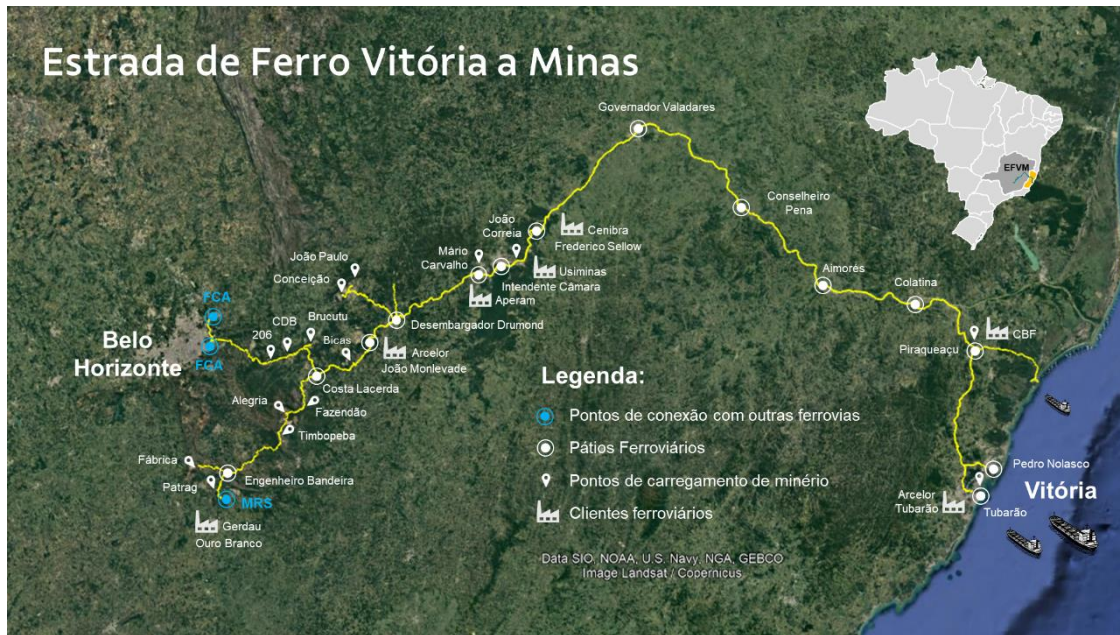 Estrada de Ferro Vitória a Minas
Governador Valadares
EFVM
Conselheiro
Pena
João
Correia
Cenibra
Frederico Sellow
Mário
Carvalho
Usiminas
Intendente Câmara
Aperam
João Paulo
Conceição
Aimorés
Colatina
FCA
Brucutu
CDB
206
Desembargador Drumond
Belo
Horizonte
FCA
Bicas
Arcelor
João Monlevade
CBF
Piraqueaçu
Costa Lacerda
Legenda:
Alegria
Fazendão
Pontos de conexão com outras ferrovias
Timbopeba
Pátios Ferroviários
Fábrica
Engenheiro Bandeira
Patrag
MRS
Pontos de carregamento de minério
Pedro Nolasco
Vitória
Arcelor
Tubarão
Tubarão
Clientes ferroviários
Gerdau
Ouro Branco
Data SIO, NOAA, U.S. Navy, NGA, GEBCO
Image Landsat / Copernicus